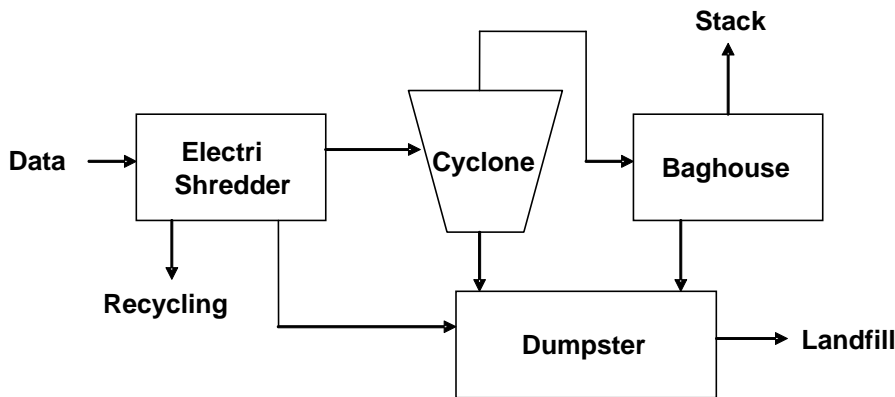 Stack
Data
Electri
Shredder
Cyclone
Baghouse
Recycling
Dumpster
Landfill